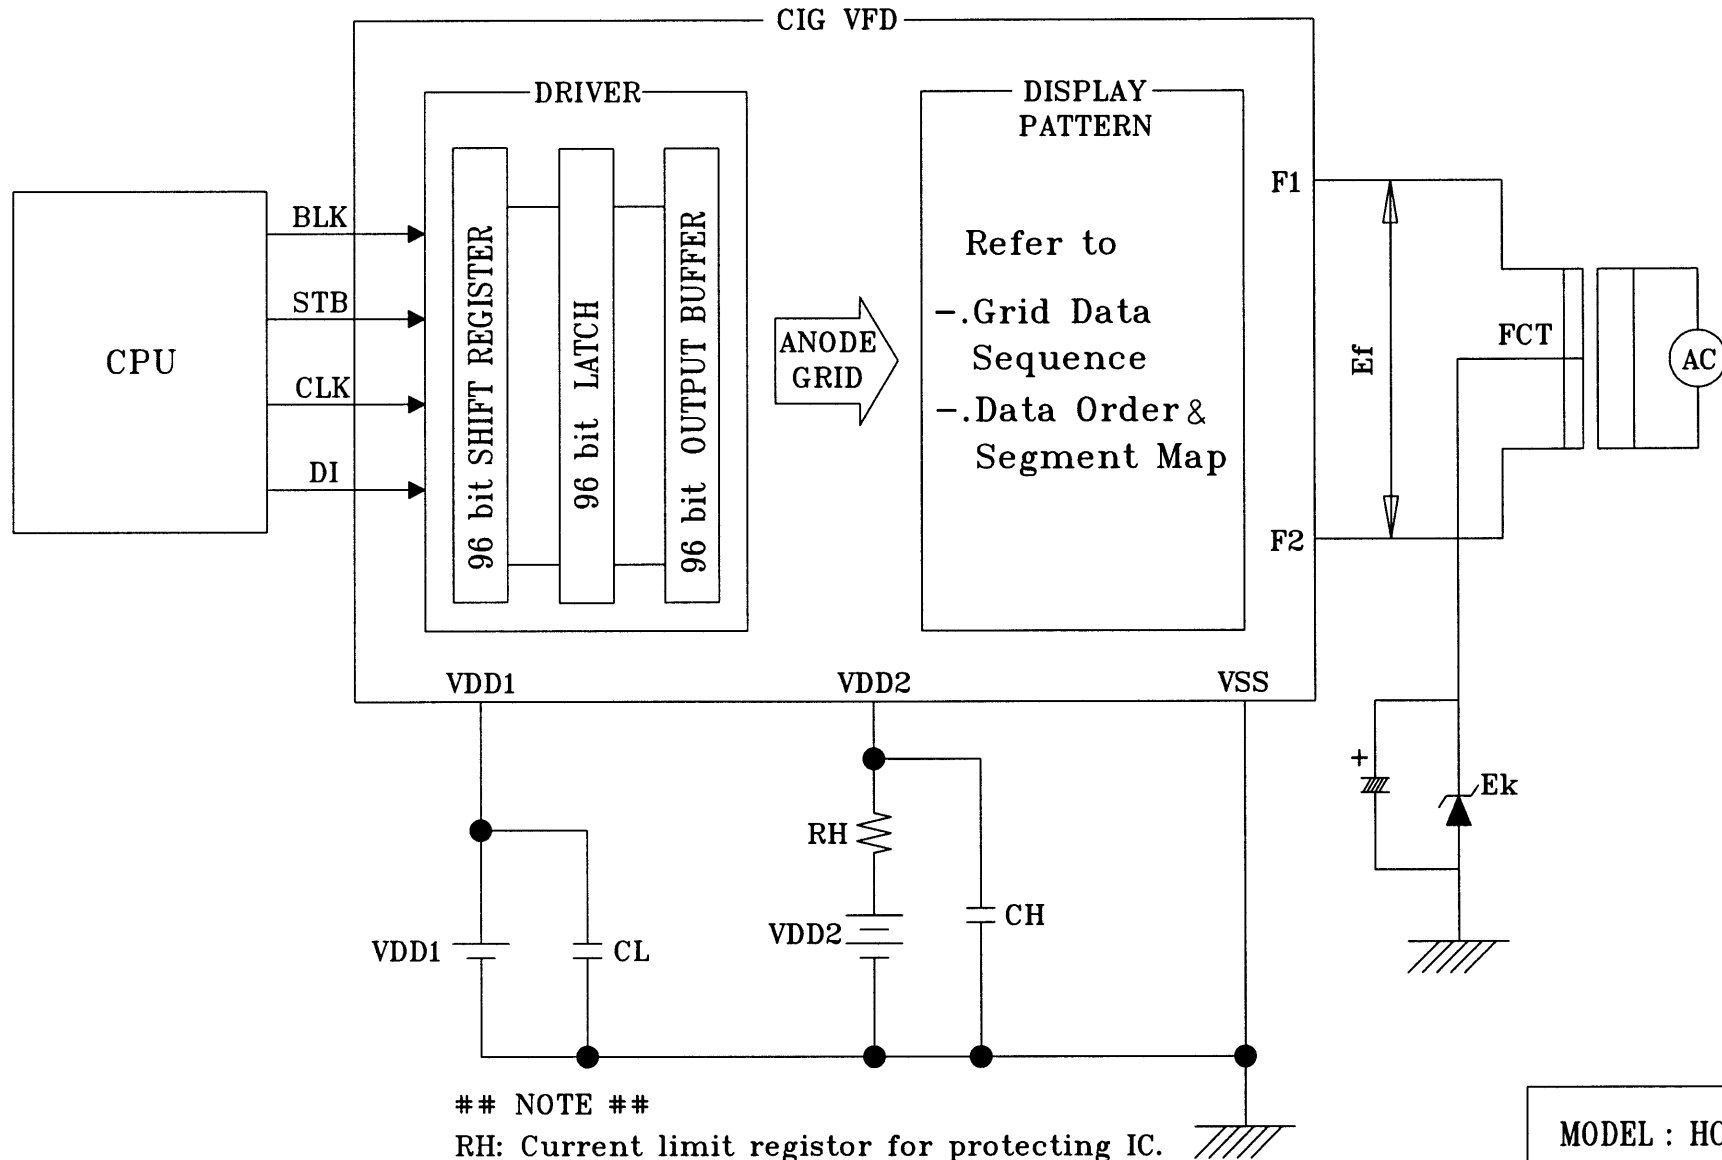 CIG VFD
DRIVER
DISPLAY
PATTERN
CPU
BLK
STB
CLK
DI
96 bit SHIFT REGISTER
96 bit LATCH
96 bit OUTPUT BUFFER
ANODE
GRID
Refer to
-.Grid Data
Sequence
-.Data Order &
Segment Map
F1
F2
Ef
FCT
AC
VDD1
VDD2
VSS
+
Ek
RH
VDD1
CL
VDD2
CH
## NOTE ##
RH: Current limit registor for protecting IC.
MODEL :